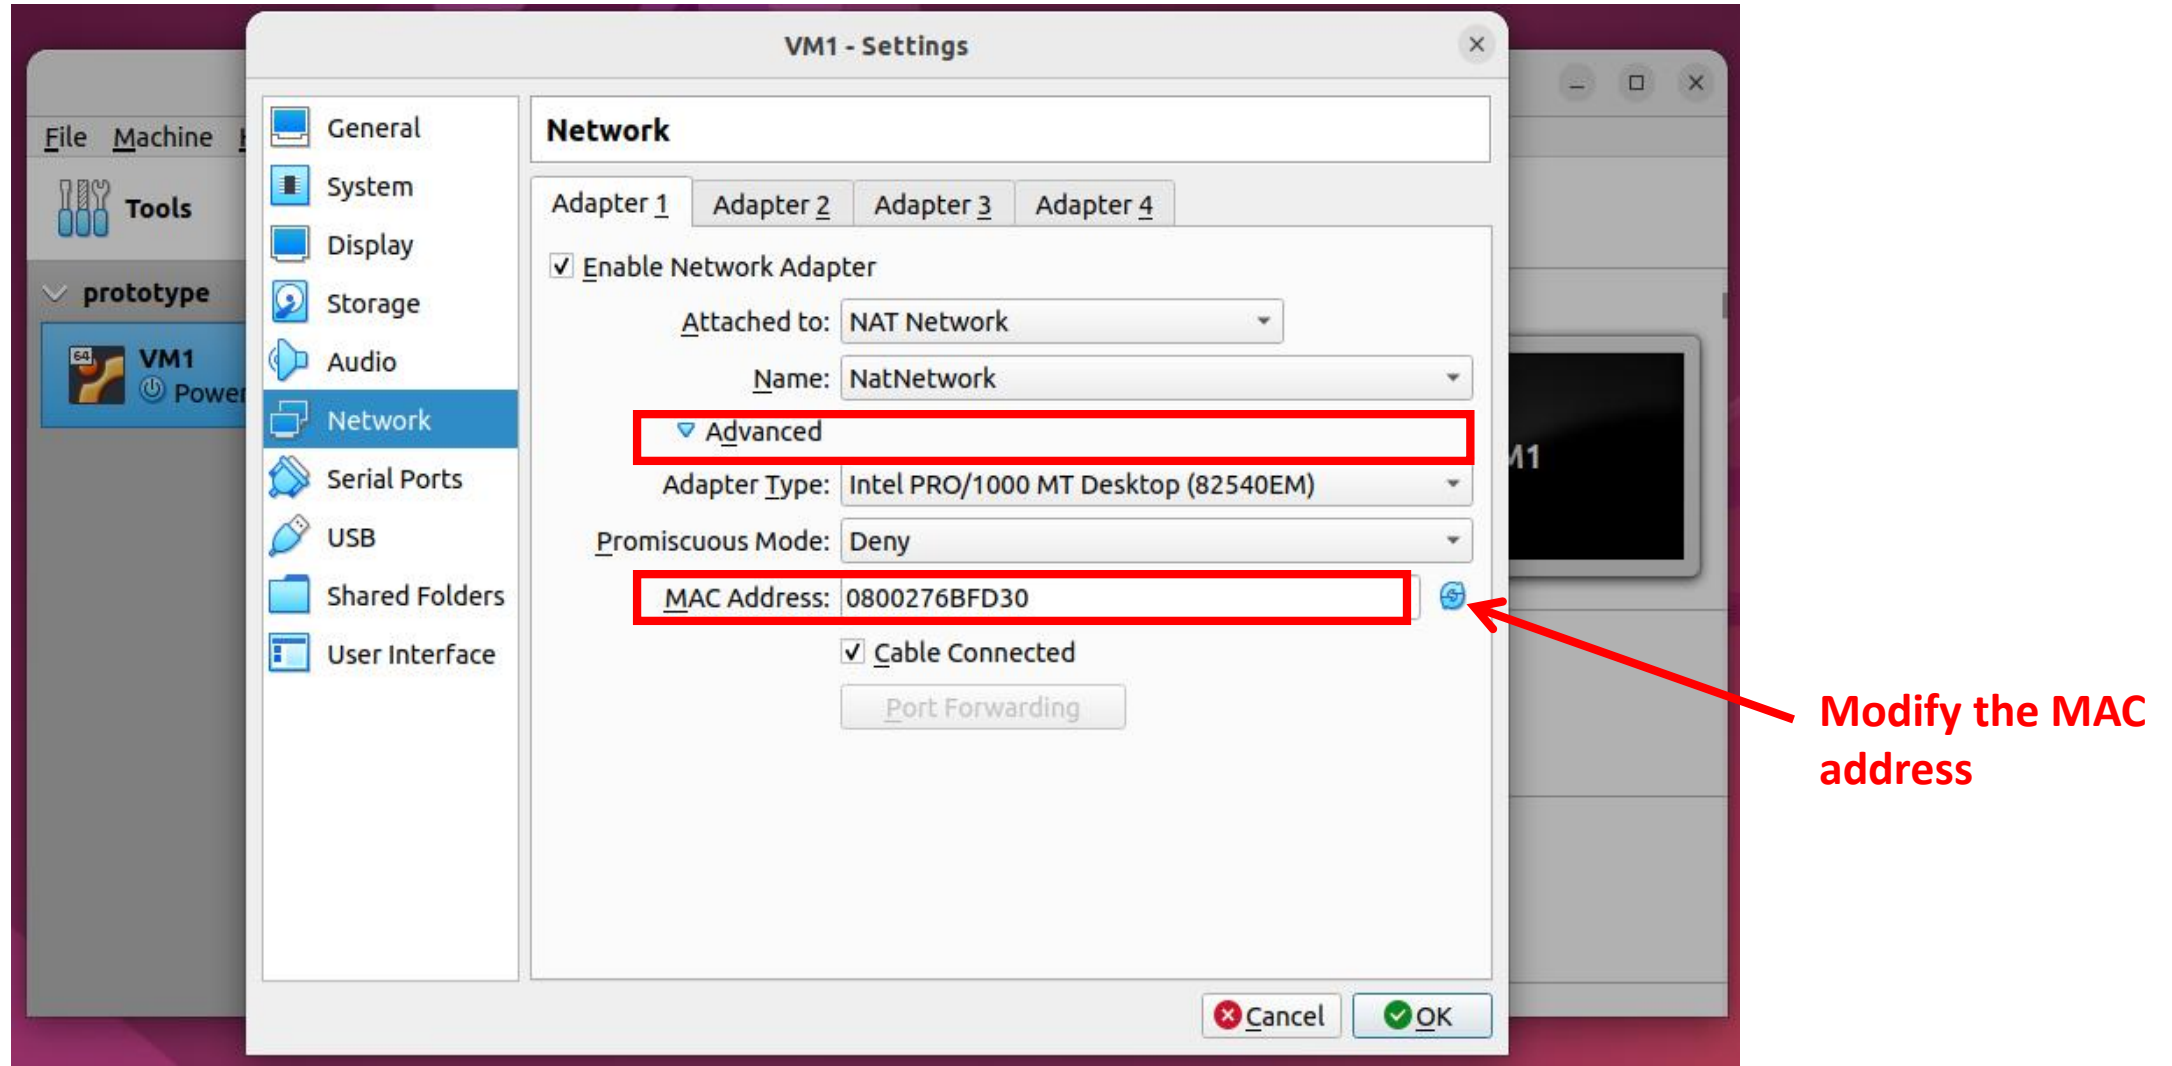 VM1 - Settings
File Machine
Tools
prototype
64
VM1
Power
General
System
Display
Storage
Audio
Network
Serial Ports
USB
Shared Folders
User Interface
Network
Adapter 1 Adapter 2 Adapter 3 Adapter 4
Enable Network Adapter
Attached to: NAT Network
Name: NatNetwork
Advanced
Adapter Type: Intel PRO/1000 MT Desktop (82540EM)
Promiscuous Mode: Deny
MAC Address: 0800276BFD30
Cable Connected
Port Forwarding
Cancel OK
Modify the MAC
address